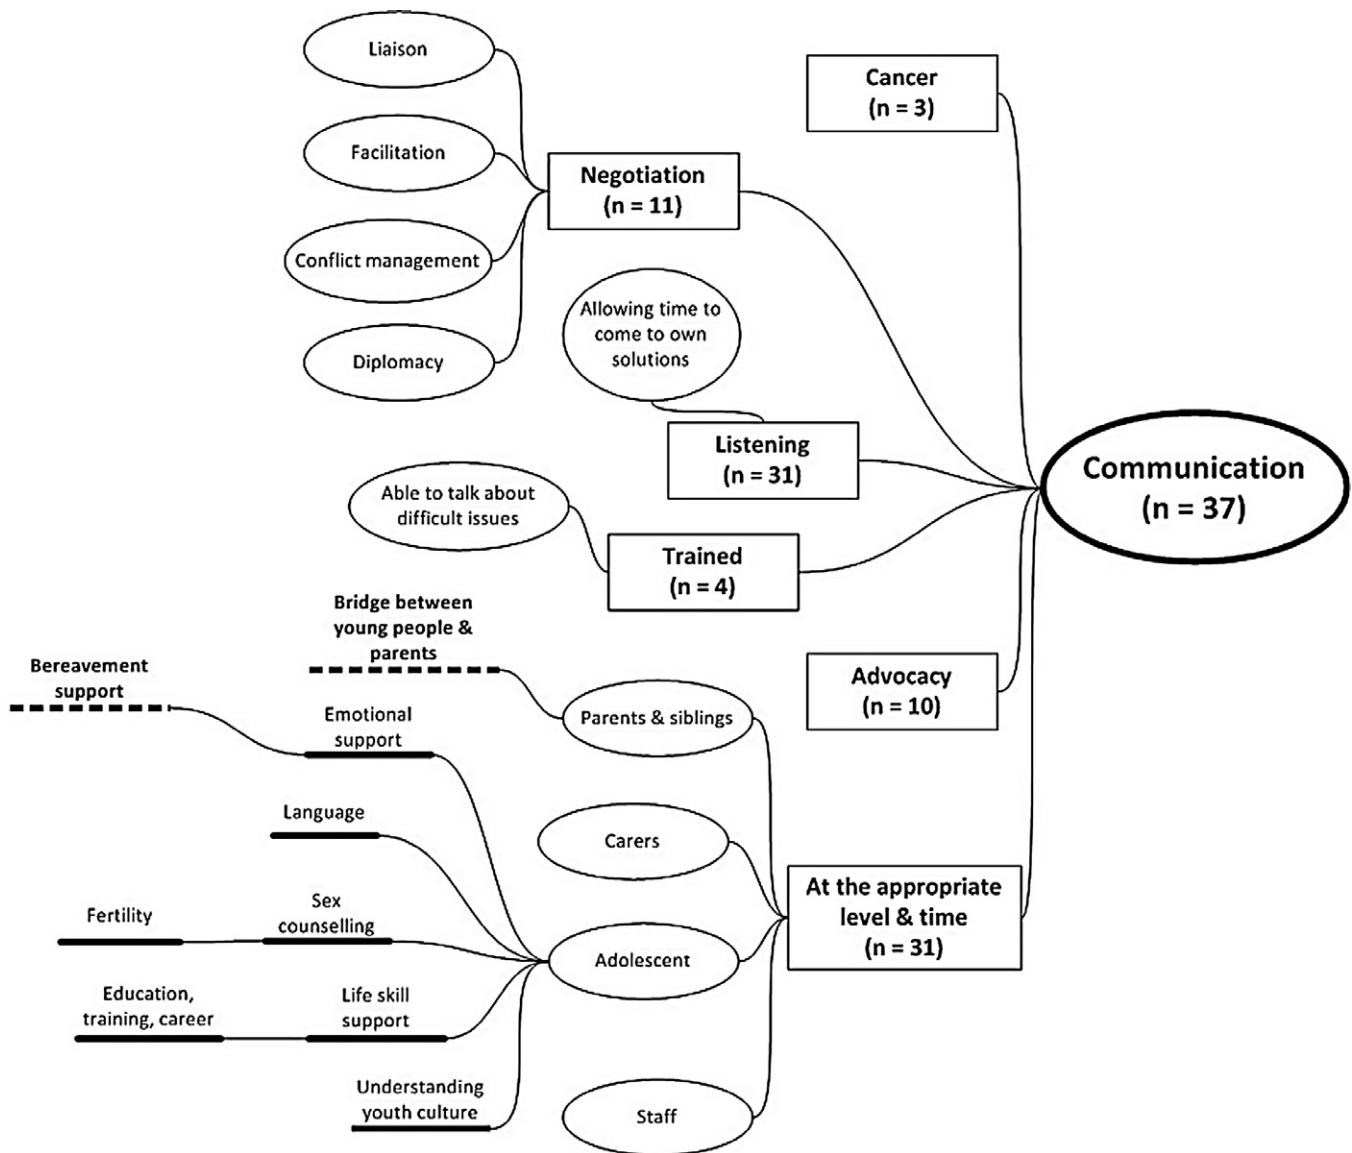 Liaison
Facilitation
Conflict management
Diplomacy
Negotiation
(n = 11)
Cancer
(n = 3)
Allowing time to
come to own
solutions
Listening
(n = 31)
Able to talk about
difficult issues
Trained
(n = 4)
Communication
(n = 37)
Advocacy
(n = 10)
Bridge between
young people &
parents
Bereavement
support
Emotional
support
Parents & siblings
Language
Carers
At the appropriate
level & time
(n = 31)
Fertility
Sex
counselling
Adolescent
Education,
training, career
Life skill
support
Understanding
youth culture
Staff